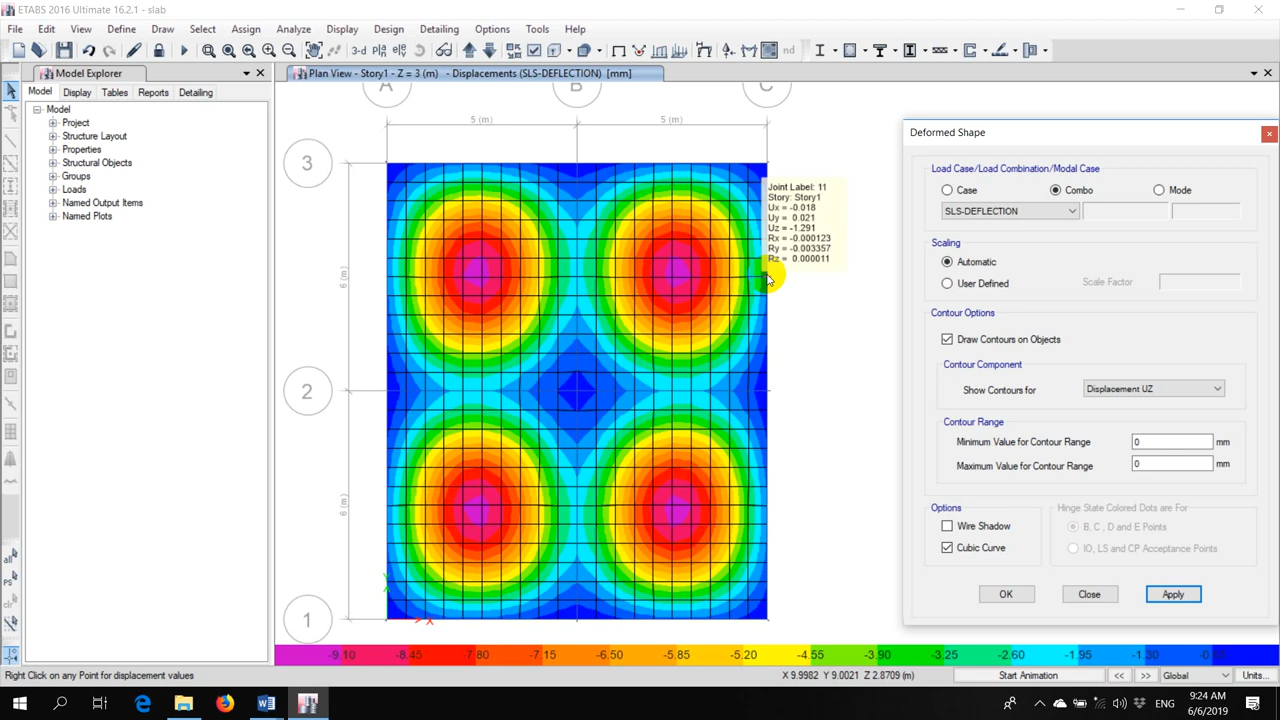 ETABS 2016 Ultimate 16.2.1 - slab
File Edit View Define Draw Select Assign Analyze Display Design Detailing Options Tools Help
3-d plạ elẹ nd
Model Explorer
Plan View - Story1 - Z = 3 (m) - Displacements (SLS-DEFLECTION) [mm]
Model Display Tables Reports Detailing
Model
Project
Structure Layout
Properties
Structural Objects
Groups
Loads
Named Output Items
Named Plots
A B C
5 (m) 5 (m)
3
6 (m)
2
6 (m)
1
Y
X
Joint Label: 11
Story: Story1
Ux = -0.018
Uy = 0.021
Uz = -1.291
Rx = -0.000123
Ry = -0.003357
Rz = 0.000011
Deformed Shape
Load Case/Load Combination/Modal Case
Case Combo Mode
SLS-DEFLECTION
Scaling
Automatic
User Defined Scale Factor
Contour Options
Draw Contours on Objects
Contour Component
Show Contours for Displacement UZ
Contour Range
Minimum Value for Contour Range 0 mm
Maximum Value for Contour Range 0 mm
Options
Wire Shadow
Cubic Curve
Hinge State Colored Dots are For
B, C , D and E Points
IO, LS and CP Acceptance Points
OK Close Apply
all
PS
clr
-9.10 -8.45 -7.80 -7.15 -6.50 -5.85 -5.20 -4.55 -3.90 -3.25 -2.60 -1.95 -1.30
Right Click on any Point for displacement values
X 9.9982 Y 9.0021 Z 2.8709 (m)
Start Animation << >> Global Units...
ENG
9:24 AM
6/6/2019